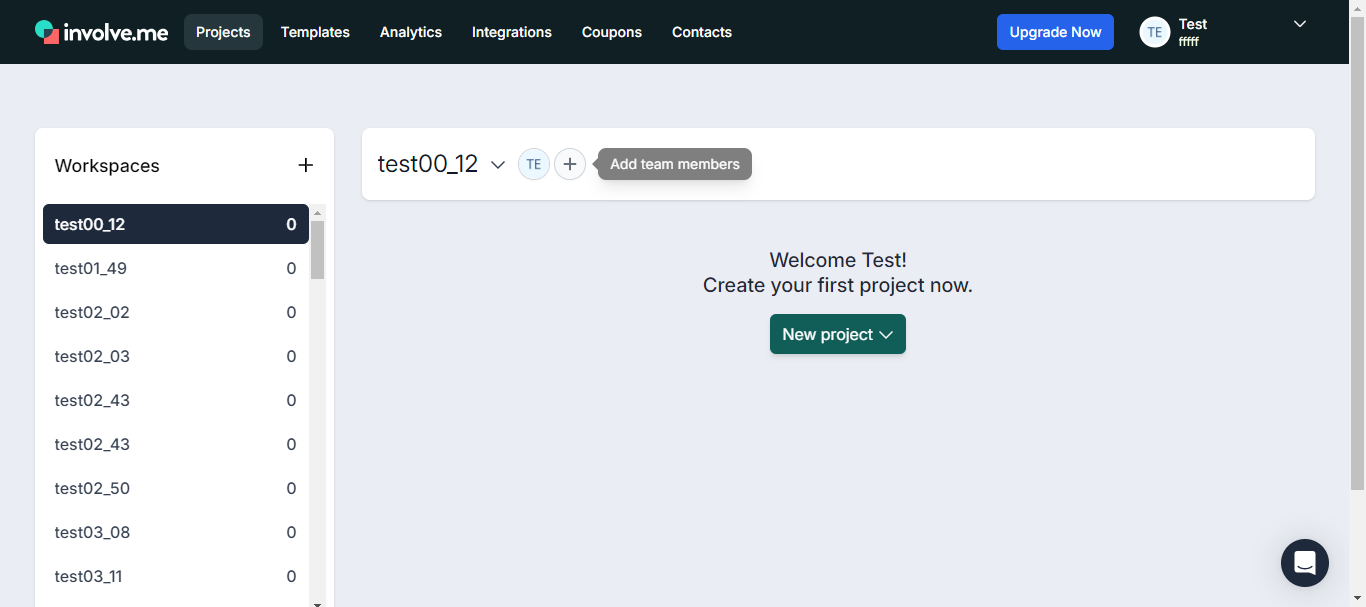 involve.me Projects Templates Analytics Integrations Coupons Contacts Upgrade Now TE Test
fffff
Workspaces
test00_12 0
test01_49 0
test02_02 0
test02_03 0
test02_43 0
test02_43 0
test02_50 0
test03_08 0
test03_11 0
test00_12 TE Add team members
Welcome Test!
Create your first project now.
New project